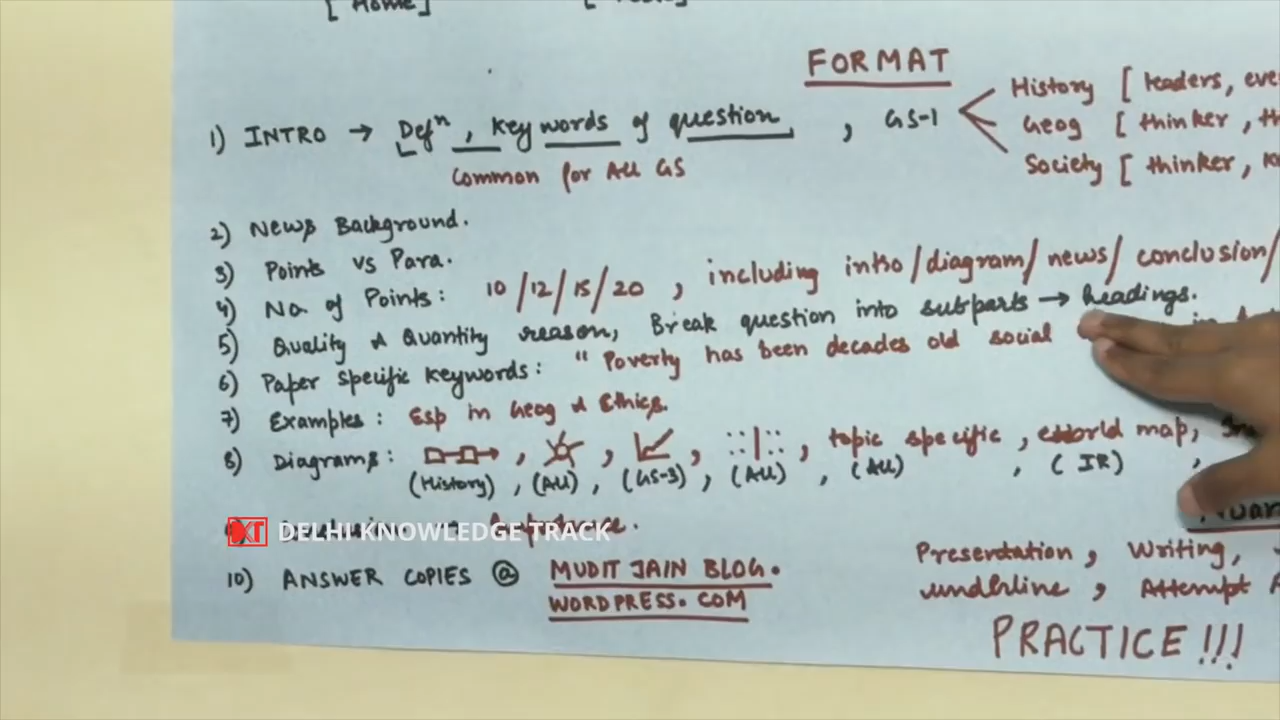 [Home]
FORMAT
1) INTRO → Defⁿ, Key words of question, GS-1
History [leaders,
Geog [thinker,
Society [thinker,
Common for All GS
2) News Background.
3) Points vs Para.
4) No. of Points: 10/12/15/20, including intro/diagram/news/conclusion/
5) Quality & Quantity reason, Break question into subparts → headings.
6) Paper specific keywords: "Poverty has been decades old social
7) Examples: Esp in Geog & Ethics.
8) Diagrams: , , , , topic specific, World map,
(History), (All), (GS-3), (All), (All), (IR),
DKT DELHI KNOWLEDGE TRACK
10) ANSWER COPIES @ MUDIT JAIN BLOG.
WORDPRESS.COM
Presentation, Writing,
underline, Attempt
PRACTICE!!!